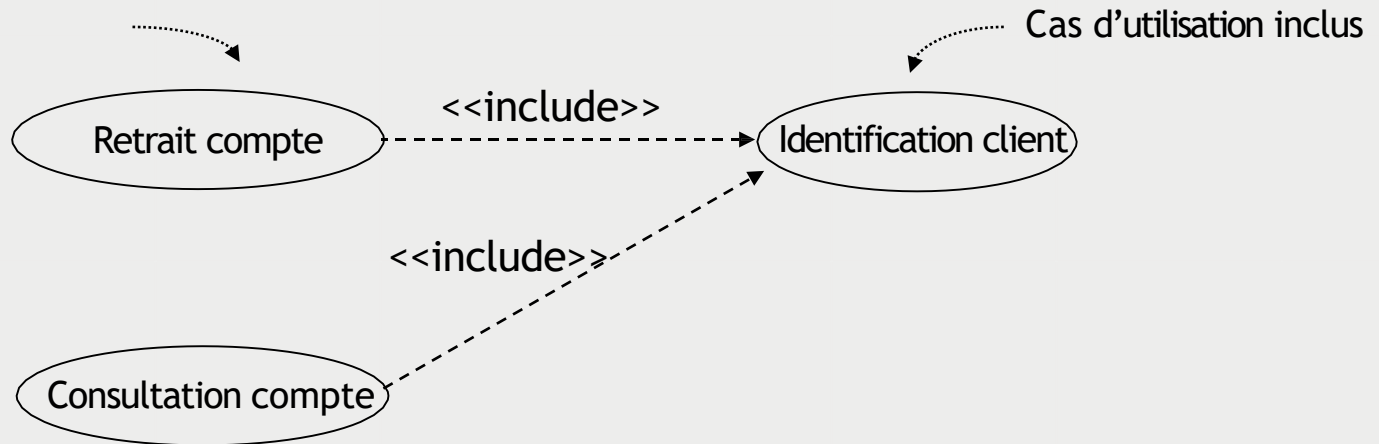 Cas d’utilisation inclus
<<include>>
Retrait compte
Identification client
<<include>>
Consultation compte